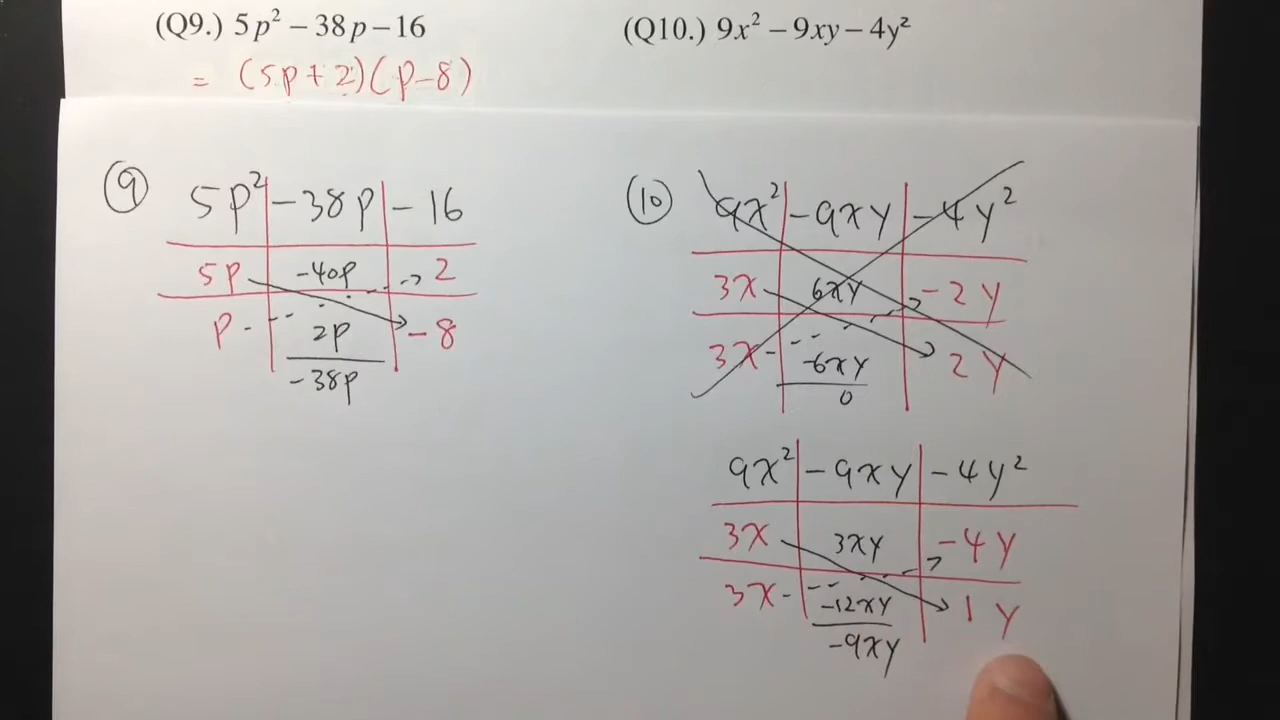 (Q9.) 5p² – 38p – 16
= (5p + 2)(p – 8)
(Q10.) 9x² – 9xy – 4y²
⑨ 5p² – 38p – 16
5p – 40p 2
p 2p – 8
– 38p
⑩ 9x² – 9xy – 4y²
3x 6xy – 2y
3x – 6xy 2y
0
9x² – 9xy – 4y²
3x 3xy – 4y
3x – 12xy 1y
– 9xy